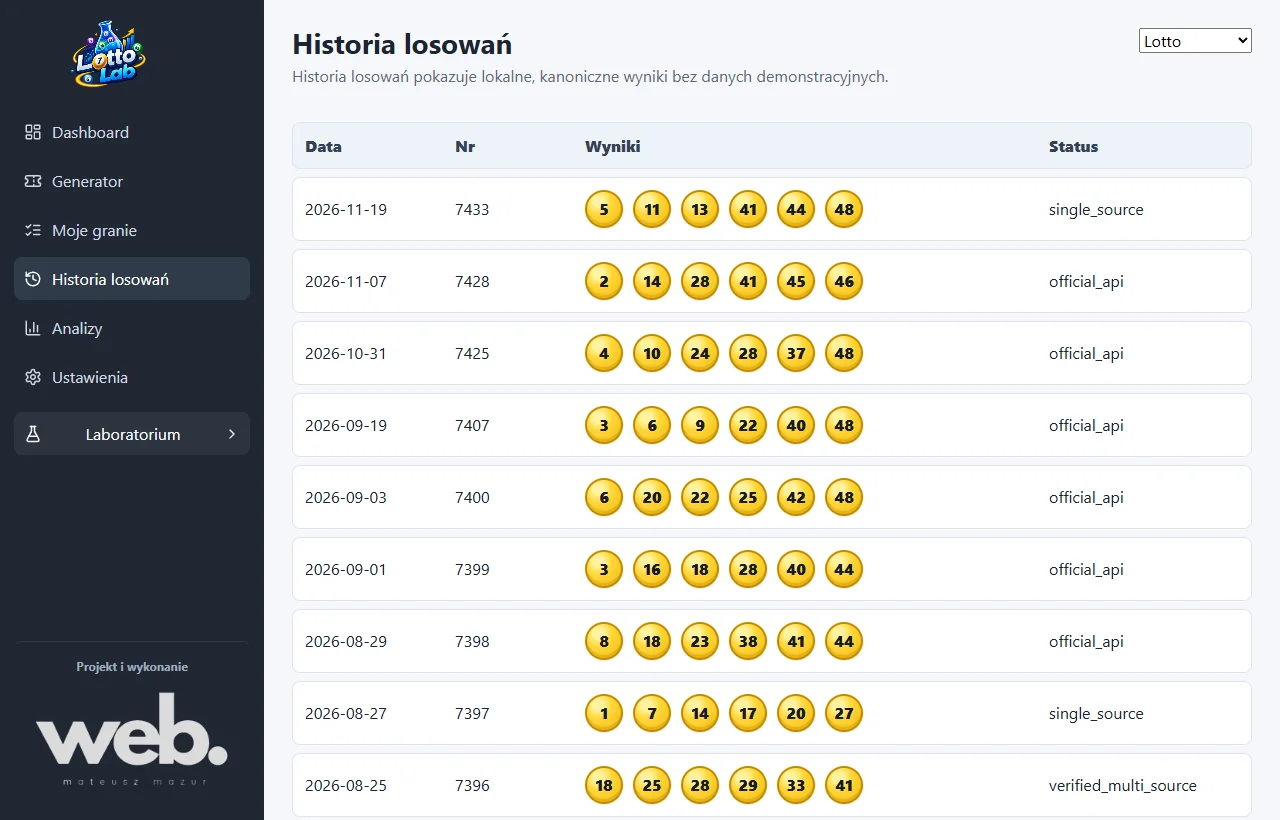 Lotto
Lab
Dashboard
Generator
Moje granie
Historia losowań
Analizy
Ustawienia
Laboratorium
Projekt i wykonanie
web.
mateusz mazur
Historia losowań
Lotto
Historia losowań pokazuje lokalne, kanoniczne wyniki bez danych demonstracyjnych.
Data Nr Wyniki Status
2026-11-19 7433 5 11 13 41 44 48 single_source
2026-11-07 7428 2 14 28 41 45 46 official_api
2026-10-31 7425 4 10 24 28 37 48 official_api
2026-09-19 7407 3 6 9 22 40 48 official_api
2026-09-03 7400 6 20 22 25 42 48 official_api
2026-09-01 7399 3 16 18 28 40 44 official_api
2026-08-29 7398 8 18 23 38 41 44 official_api
2026-08-27 7397 1 7 14 17 20 27 single_source
2026-08-25 7396 18 25 28 29 33 41 verified_multi_source